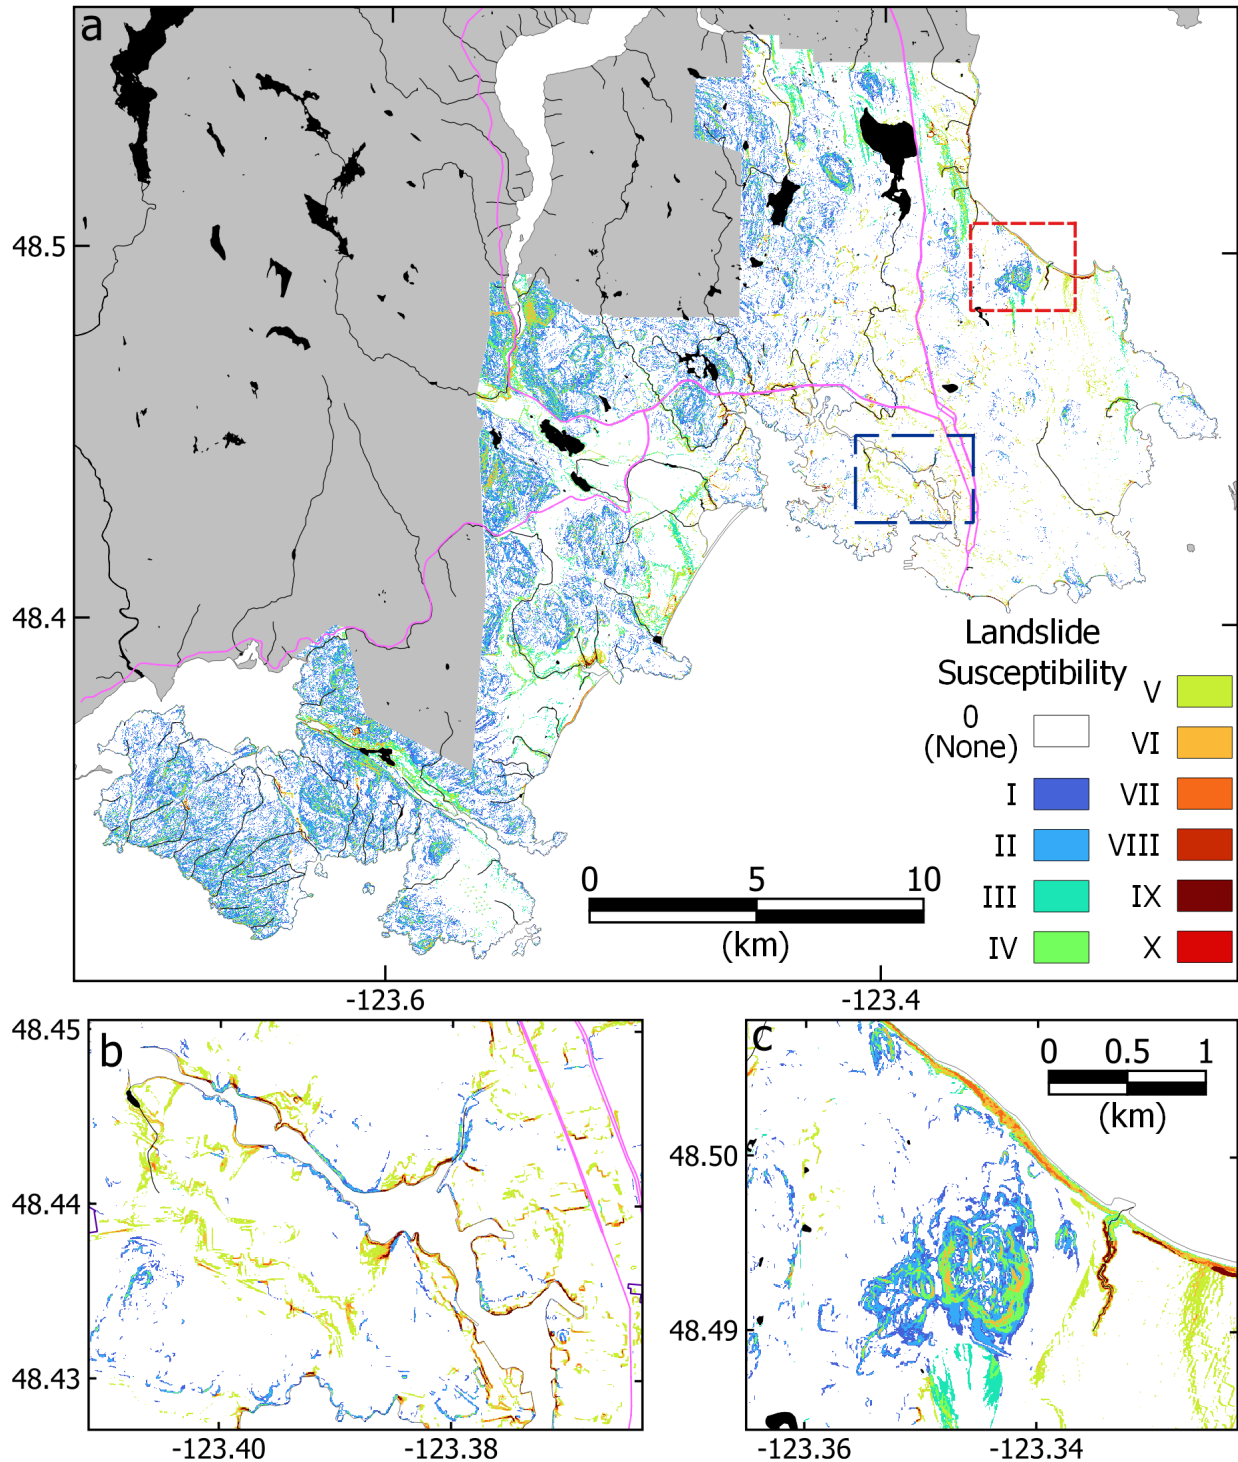 a
48.5
48.4
-123.6
-123.4
Landslide
Susceptibility
0
(None)
I
II
III
IV
V
VI
VII
VIII
IX
X
0 5 10
(km)
b
48.45
48.44
48.43
-123.40
-123.38
c
0 0.5 1
(km)
48.50
48.49
-123.36
-123.34